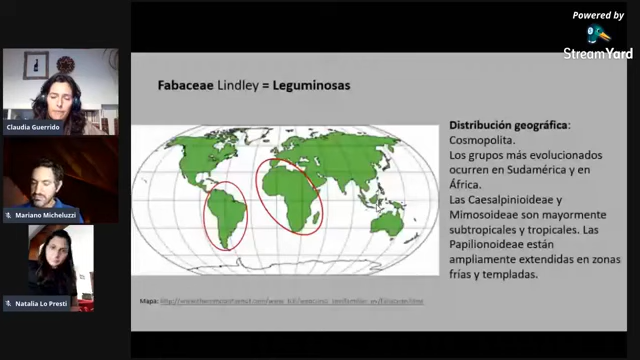 Powered by
StreamYard
Fabaceae Lindley = Leguminosas
Claudia Guerrido
Mariano Micheluzzi
Natalia Lo Presti
Distribución geográfica:
Cosmopolita.
Los grupos más evolucionados
ocurren en Sudamérica y en
África.
Las Caesalpinioideae y
Mimosoideae son mayormente
subtropicales y tropicales. Las
Papilionoideae están
ampliamente extendidas en zonas
frías y templadas.
Mapa: